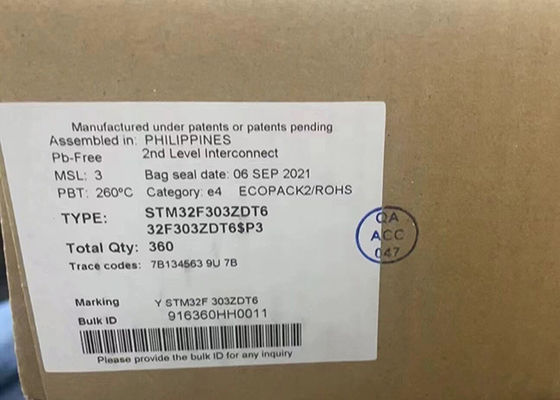 Manufactured under patents or patents pending
Assembled in: PHILIPPINES
Pb-Free 2nd Level Interconnect
MSL: 3 Bag seal date: 06 SEP 2021
PBT: 260°C Category: e4 ECOPACK2/ROHS
TYPE: STM32F303ZDT6
32F303ZDT6$P3
Total Qty: 360
Trace codes: 7B134563 9U 7B
Marking Y STM32F 303ZDT6
Bulk ID 916360HH0011
Please provide the bulk ID for any inquiry
QA
ACC
047